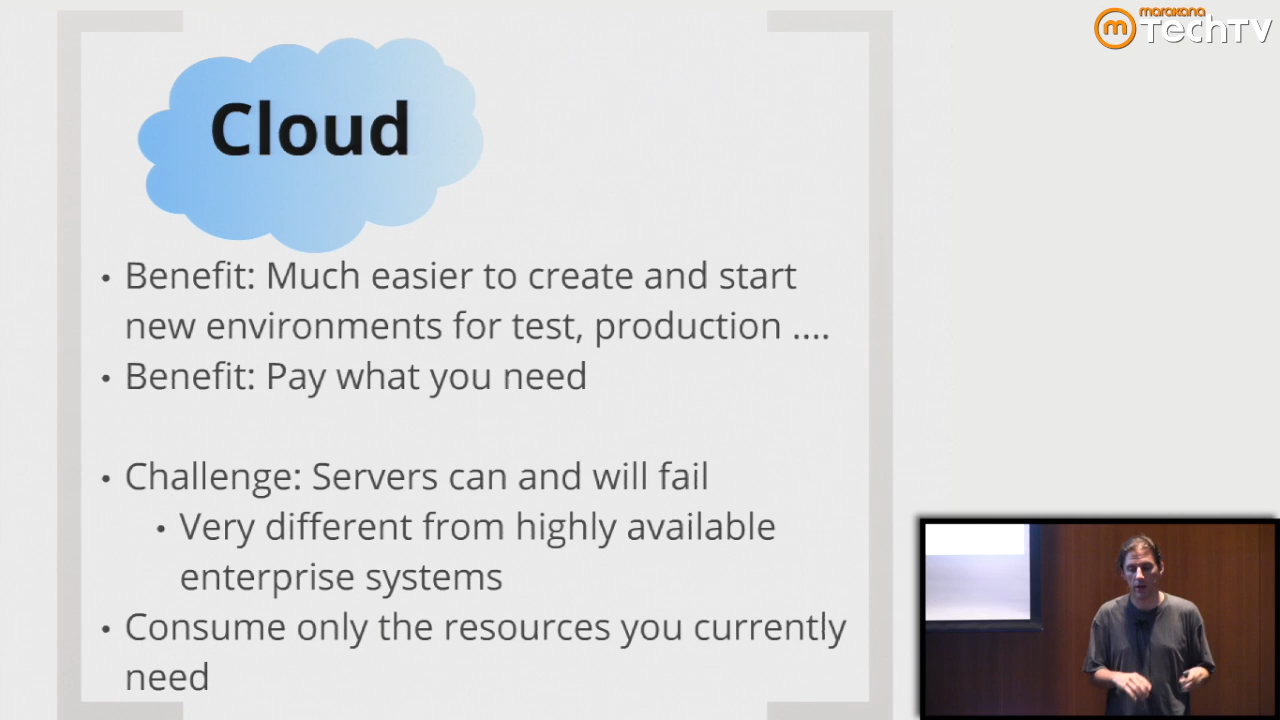 marakana
m TechTV
Cloud
• Benefit: Much easier to create and start
new environments for test, production ....
• Benefit: Pay what you need
• Challenge: Servers can and will fail
• Very different from highly available
enterprise systems
• Consume only the resources you currently
need